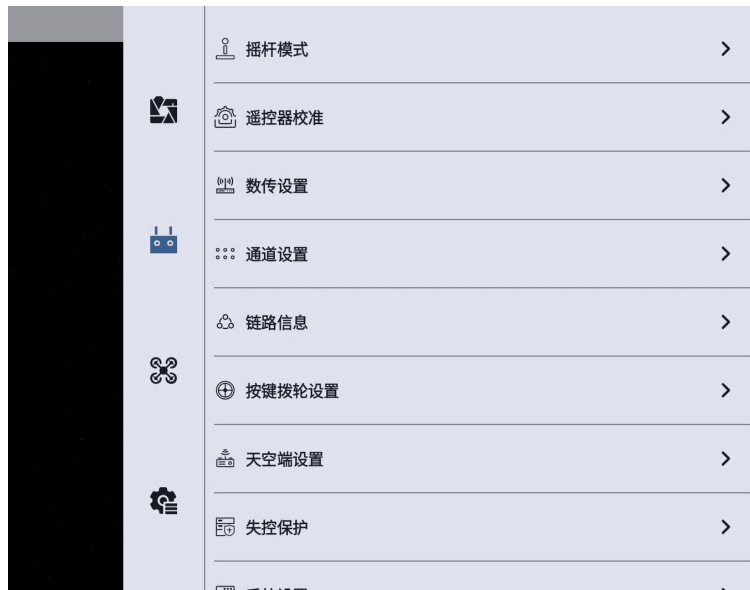 摇杆模式
遥控器校准
数传设置
通道设置
链路信息
按键拨轮设置
天空端设置
失控保护